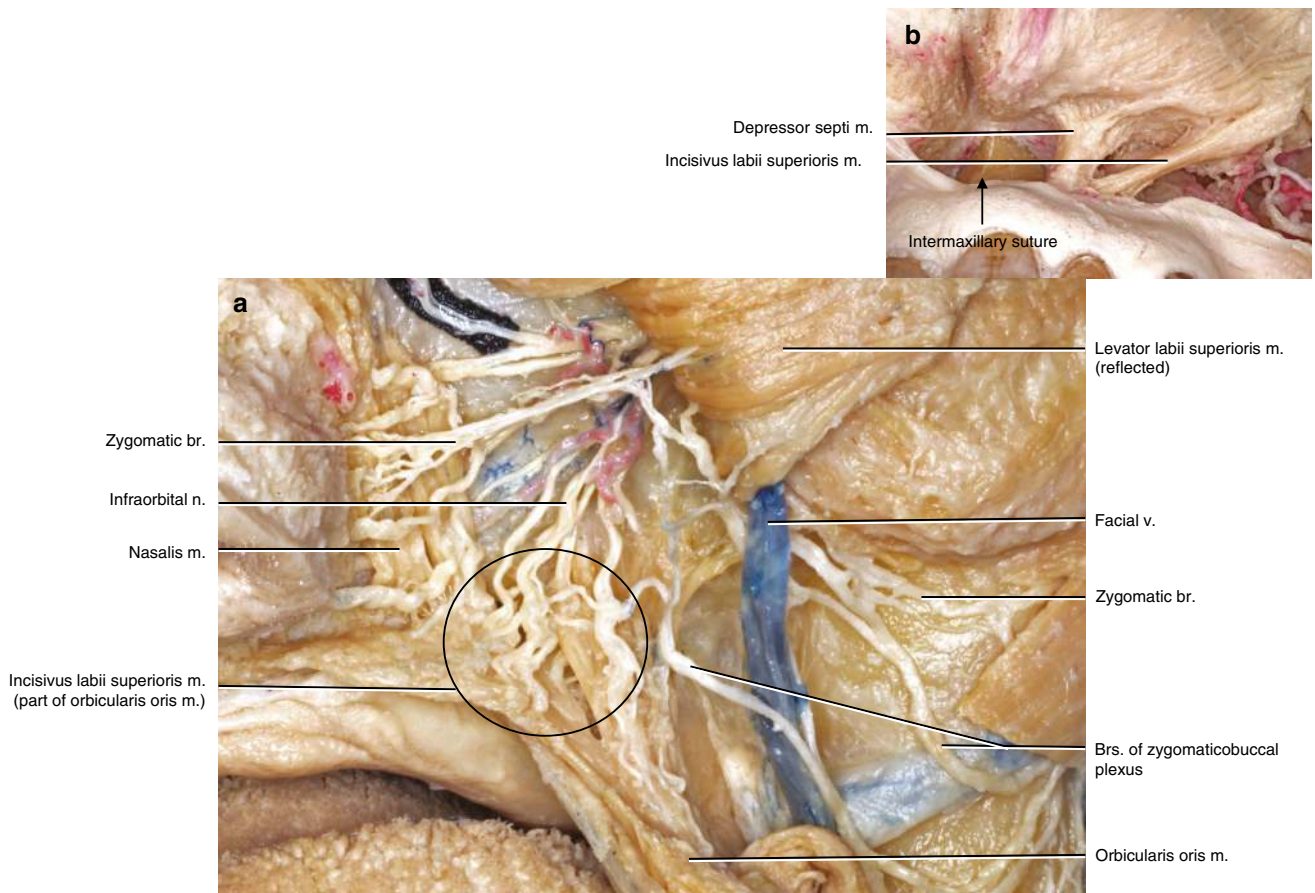 b
Depressor septi m.
Incisivus labii superioris m.
Intermaxillary suture
a
Levator labii superioris m.
(reflected)
Zygomatic br.
Infraorbital n.
Facial v.
Nasalis m.
Zygomatic br.
Incisivus labii superioris m.
(part of orbicularis oris m.)
Brs. of zygomaticobuccal
plexus
Orbicularis oris m.